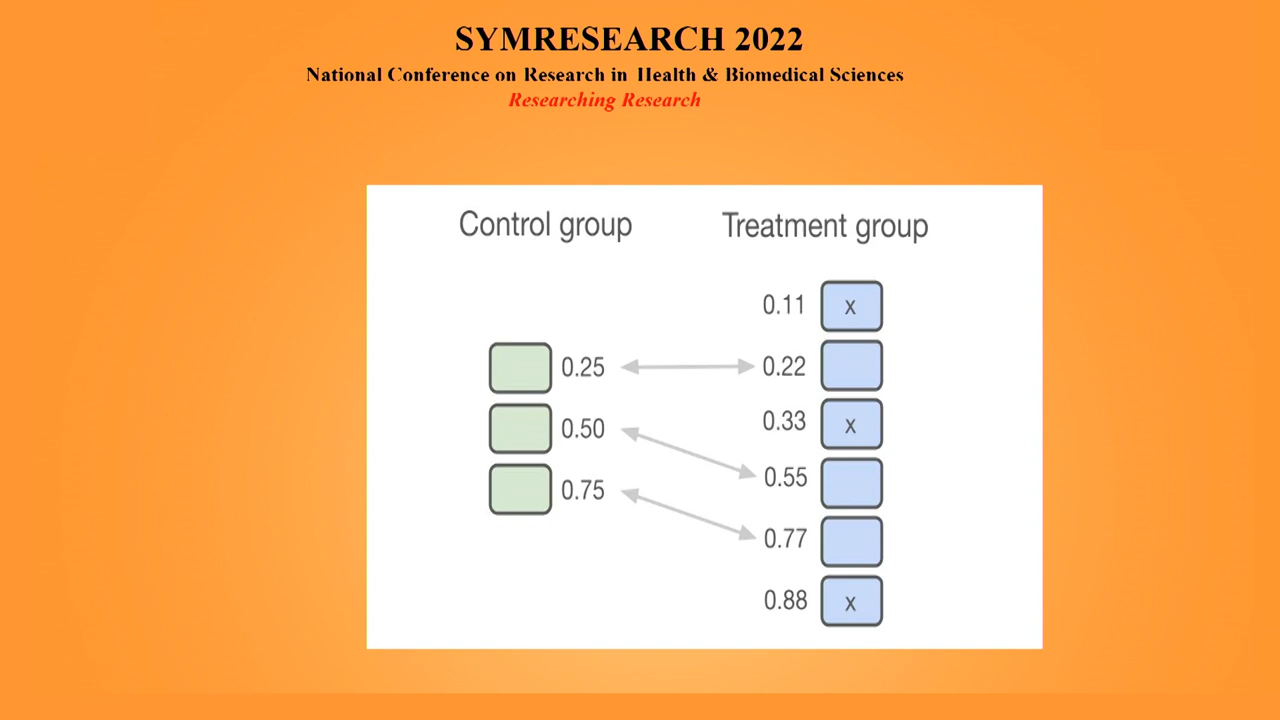 SYMRESEARCH 2022
National Conference on Research in Health & Biomedical Sciences
Researching Research
Control group Treatment group
0.11 x
0.25 0.22
0.50 0.33 x
0.55
0.75 0.77
0.88 x